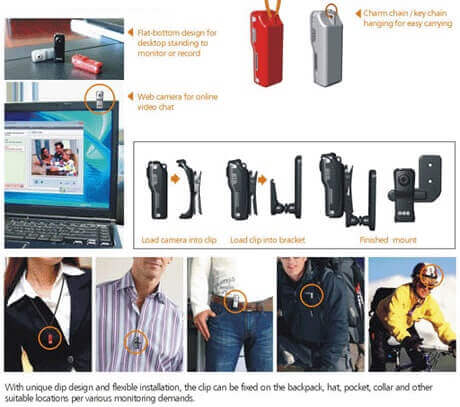 Flat-bottom design for
desktop standing to
monitor or record
Charm chain / key chain
hanging for easy carrying
Web camera for online
video chat
Load camera into clip
Load clip into bracket
Finished mount
With unique dip design and flexible installation, the clip can be fixed on the backpack, hat, pocket, collar and other
suitable locations per various monitoring demands.